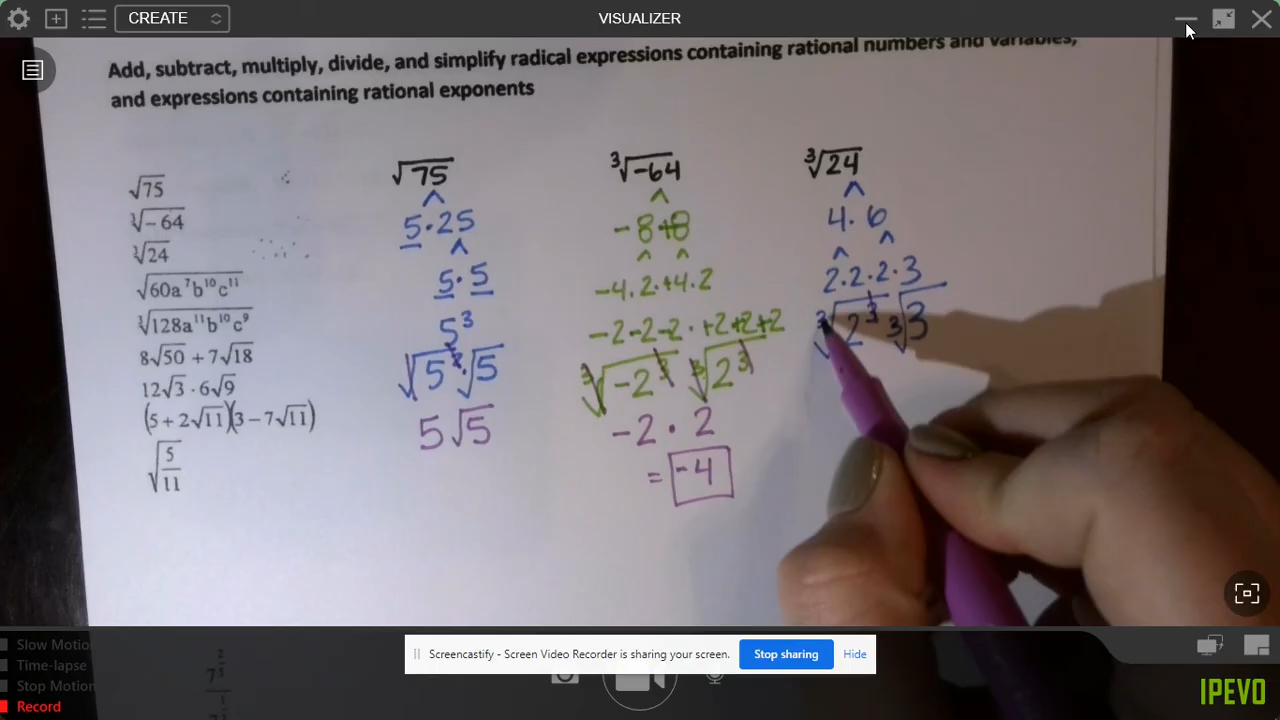 CREATE
VISUALIZER
Add, subtract, multiply, divide, and simplify radical expressions containing rational numbers and variables,
and expressions containing rational exponents
√75
∛-64
∛24
√60a⁷b¹⁰c¹¹
∛128a¹¹b¹⁰c⁹
8√50 + 7√18
12√3 · 6√9
(5 + 2√11)(3 − 7√11)
√5/11
√75
5·25
5·5
5³
√5²·√5
5√5
∛-64
-8+8
-4.2·+4.2
-2-2-2·+2+2+2
∛-2³ ∛2³
-2 · 2
= -4
∛24
4·6
2·2·2·3
∛2³ ∛3
Slow Motion
Time-lapse
Stop Motion
Record
Screencastify - Screen Video Recorder is sharing your screen.
Stop sharing
Hide
IPEVO